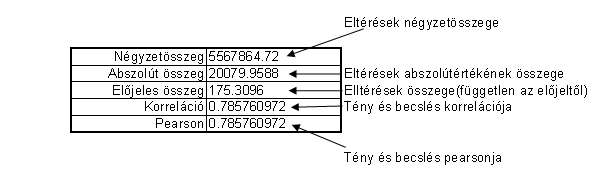 Eltérések négyzetösszege
Négyzetösszeg 5567864.72
Abszolút összeg 20079.9588 Eltérések abszolútértékének összege
Előjeles összeg 175.3096 Elltérések összege(független az előjeltől)
Korreláció 0.785760972 Tény és becslés korrelációja
Pearson 0.785760972
Tény és becslés pearsonja